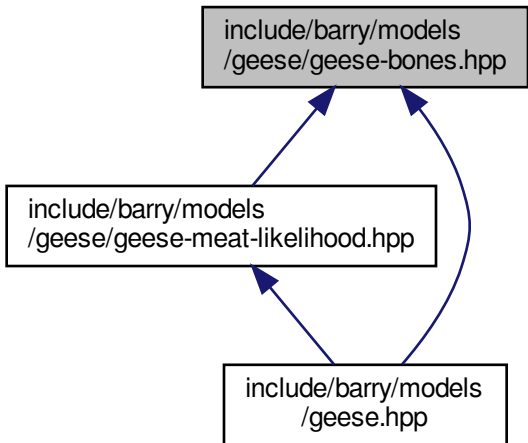 include/barry/models
/geese/geese-bones.hpp
include/barry/models
/geese/geese-meat-likelihood.hpp
include/barry/models
/geese.hpp